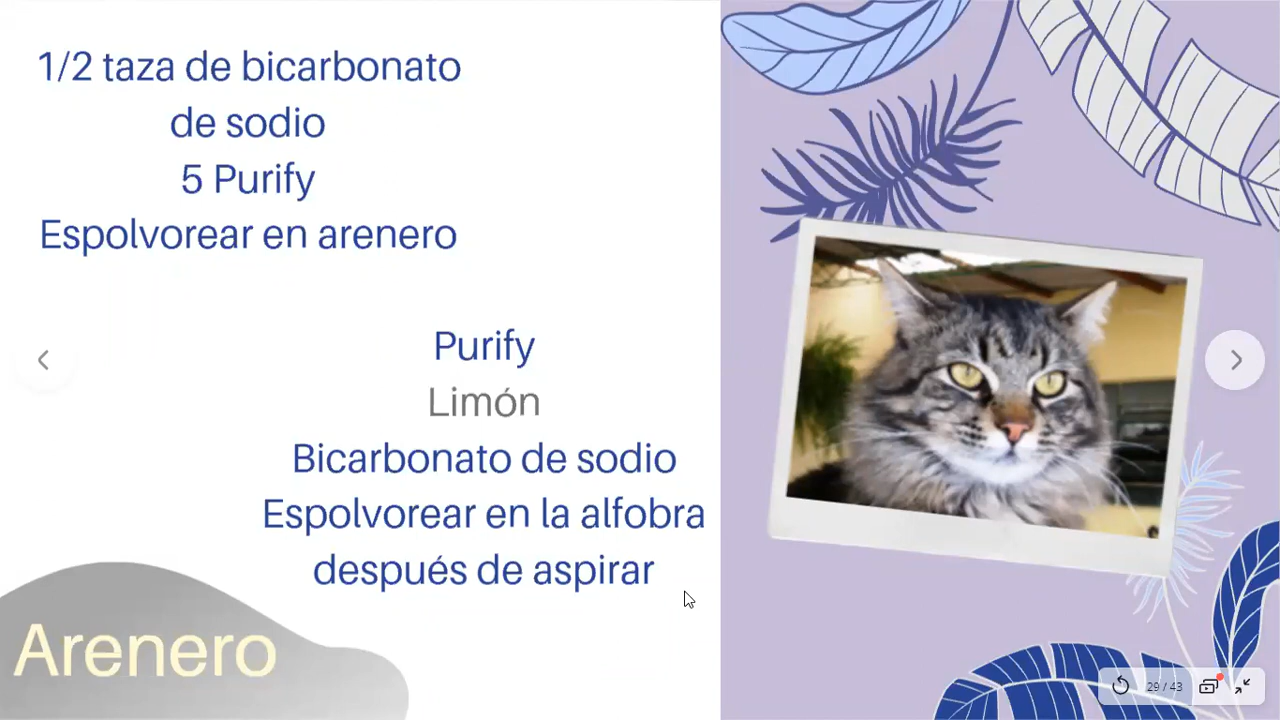 1/2 taza de bicarbonato
de sodio
5 Purify
Espolvorear en arenero
Purify
Limón
Bicarbonato de sodio
Espolvorear en la alfobra
después de aspirar
Arenero
29 / 43